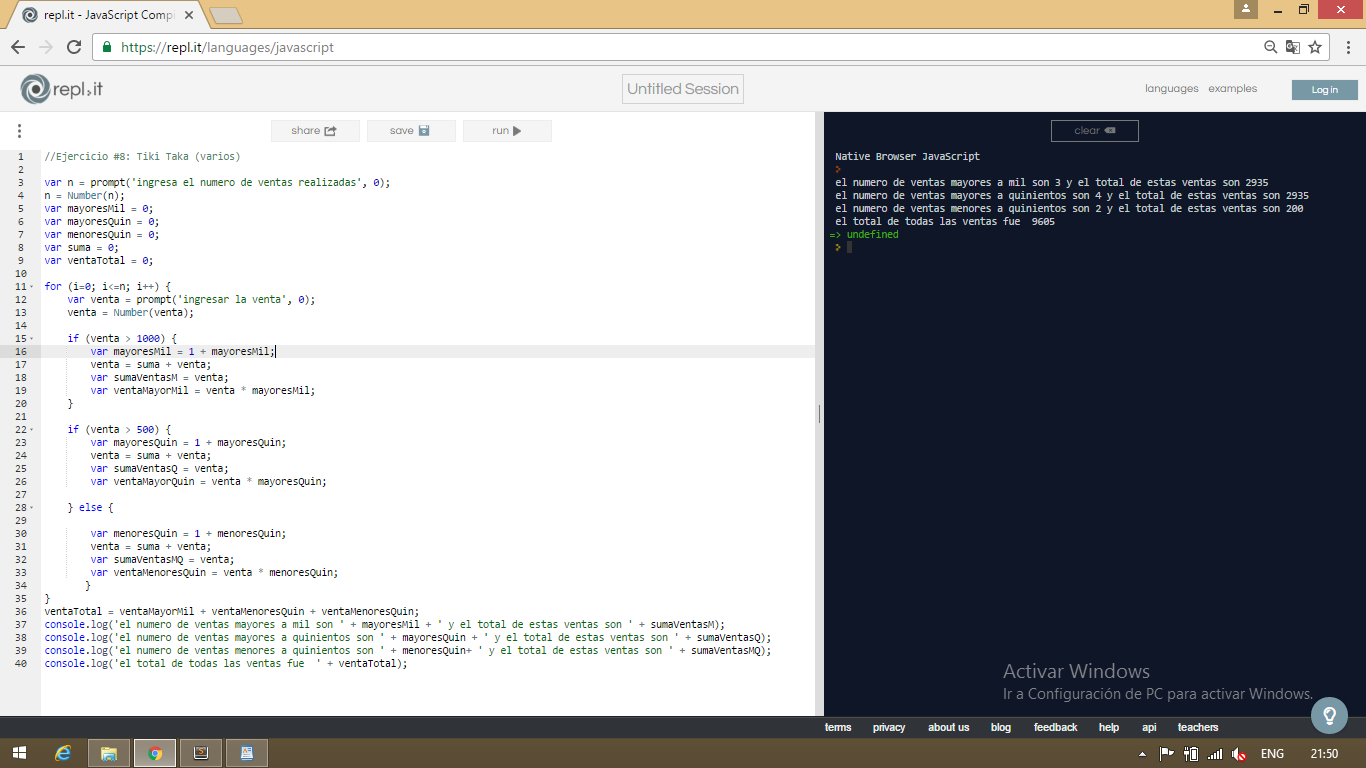 repl.it - JavaScript Comp
https://repl.it/languages/javascript
repl.it
Untitled Session
languages examples
Log in
share
save
run
clear
1 //Ejercicio #8: Tiki Taka (varios)
2
3 var n = prompt('ingresa el numero de ventas realizadas', 0);
4 n = Number(n);
5 var mayoresMil = 0;
6 var mayoresQuin = 0;
7 var menoresQuin = 0;
8 var suma = 0;
9 var ventaTotal = 0;
10
11 for (i=0; i<=n; i++) {
12 var venta = prompt('ingresar la venta', 0);
13 venta = Number(venta);
14
15 if (venta > 1000) {
16 var mayoresMil = 1 + mayoresMil;
17 venta = suma + venta;
18 var sumaVentasM = venta;
19 var ventaMayorMil = venta * mayoresMil;
20 }
21
22 if (venta > 500) {
23 var mayoresQuin = 1 + mayoresQuin;
24 venta = suma + venta;
25 var sumaVentasQ = venta;
26 var ventaMayorQuin = venta * mayoresQuin;
27
28 } else {
29
30 var menoresQuin = 1 + menoresQuin;
31 venta = suma + venta;
32 var sumaVentasMQ = venta;
33 var ventaMenoresQuin = venta * menoresQuin;
34 }
35 }
36 ventaTotal = ventaMayorMil + ventaMenoresQuin + ventaMenoresQuin;
37 console.log('el numero de ventas mayores a mil son ' + mayoresMil + ' y el total de estas ventas son ' + sumaVentasM);
38 console.log('el numero de ventas mayores a quinientos son ' + mayoresQuin + ' y el total de estas ventas son ' + sumaVentasQ);
39 console.log('el numero de ventas menores a quinientos son ' + menoresQuin+ ' y el total de estas ventas son ' + sumaVentasMQ);
40 console.log('el total de todas las ventas fue  ' + ventaTotal);
Native Browser JavaScript
>
el numero de ventas mayores a mil son 3 y el total de estas ventas son 2935
el numero de ventas mayores a quinientos son 4 y el total de estas ventas son 2935
el numero de ventas menores a quinientos son 2 y el total de estas ventas son 200
el total de todas las ventas fue  9605
=> undefined
>
Activar Windows
Ir a Configuración de PC para activar Windows.
terms privacy about us blog feedback help api teachers
ENG 21:50